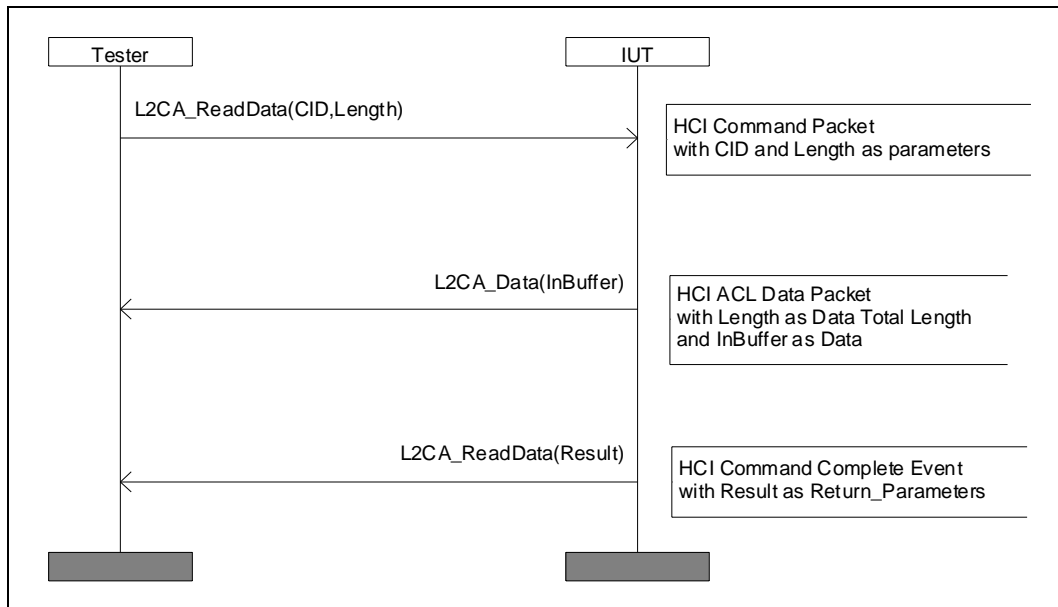 Tester
IUT
L2CA_ReadData(CID,Length)
HCI Command Packet
with CID and Length as parameters
L2CA_Data(InBuffer)
HCI ACL Data Packet
with Length as Data Total Length
and InBuffer as Data
L2CA_ReadData(Result)
HCI Command Complete Event
with Result as Return_Parameters